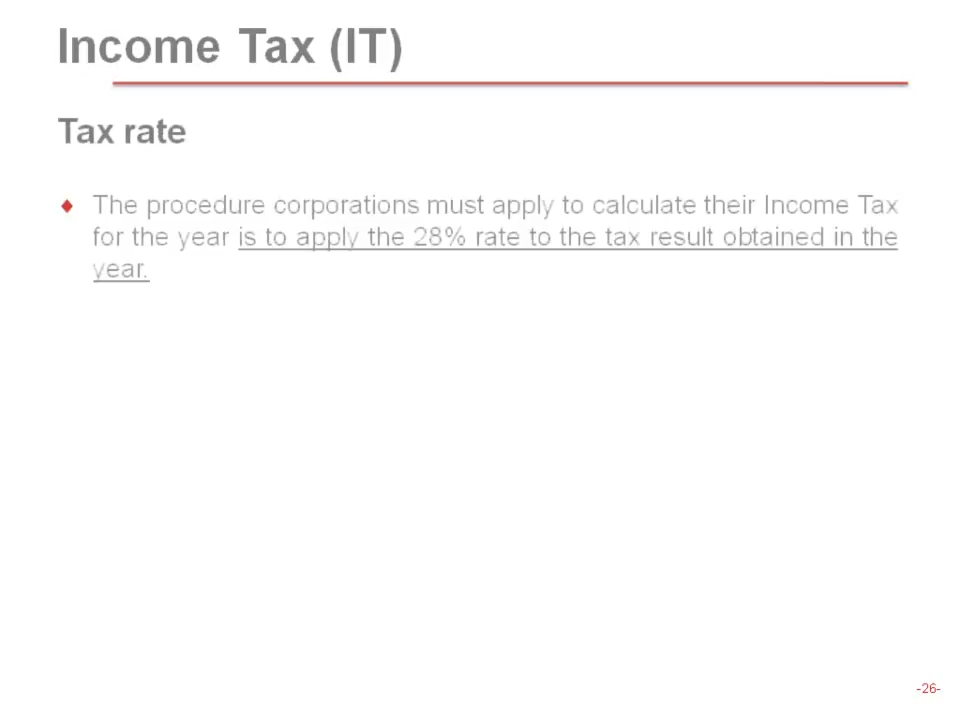 Income Tax (IT)
Tax rate
The procedure corporations must apply to calculate their Income Tax
for the year is to apply the 28% rate to the tax result obtained in the
year.
-26-